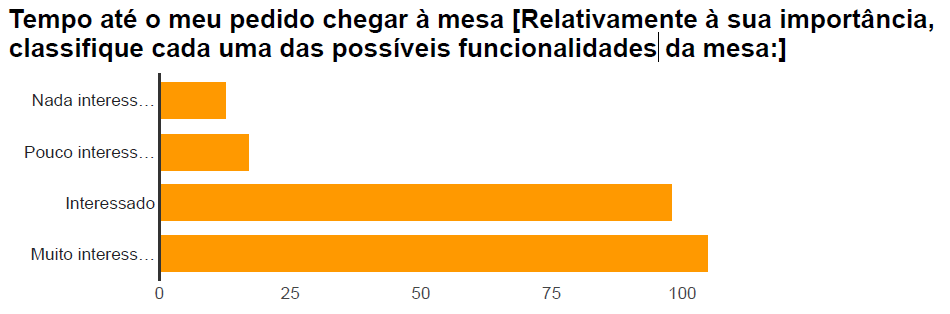 Tempo até o meu pedido chegar à mesa [Relativamente à sua importância,
classifique cada uma das possíveis funcionalidades da mesa:]
Nada interess…
Pouco interess…
Interessado
Muito interess…
0 25 50 75 100